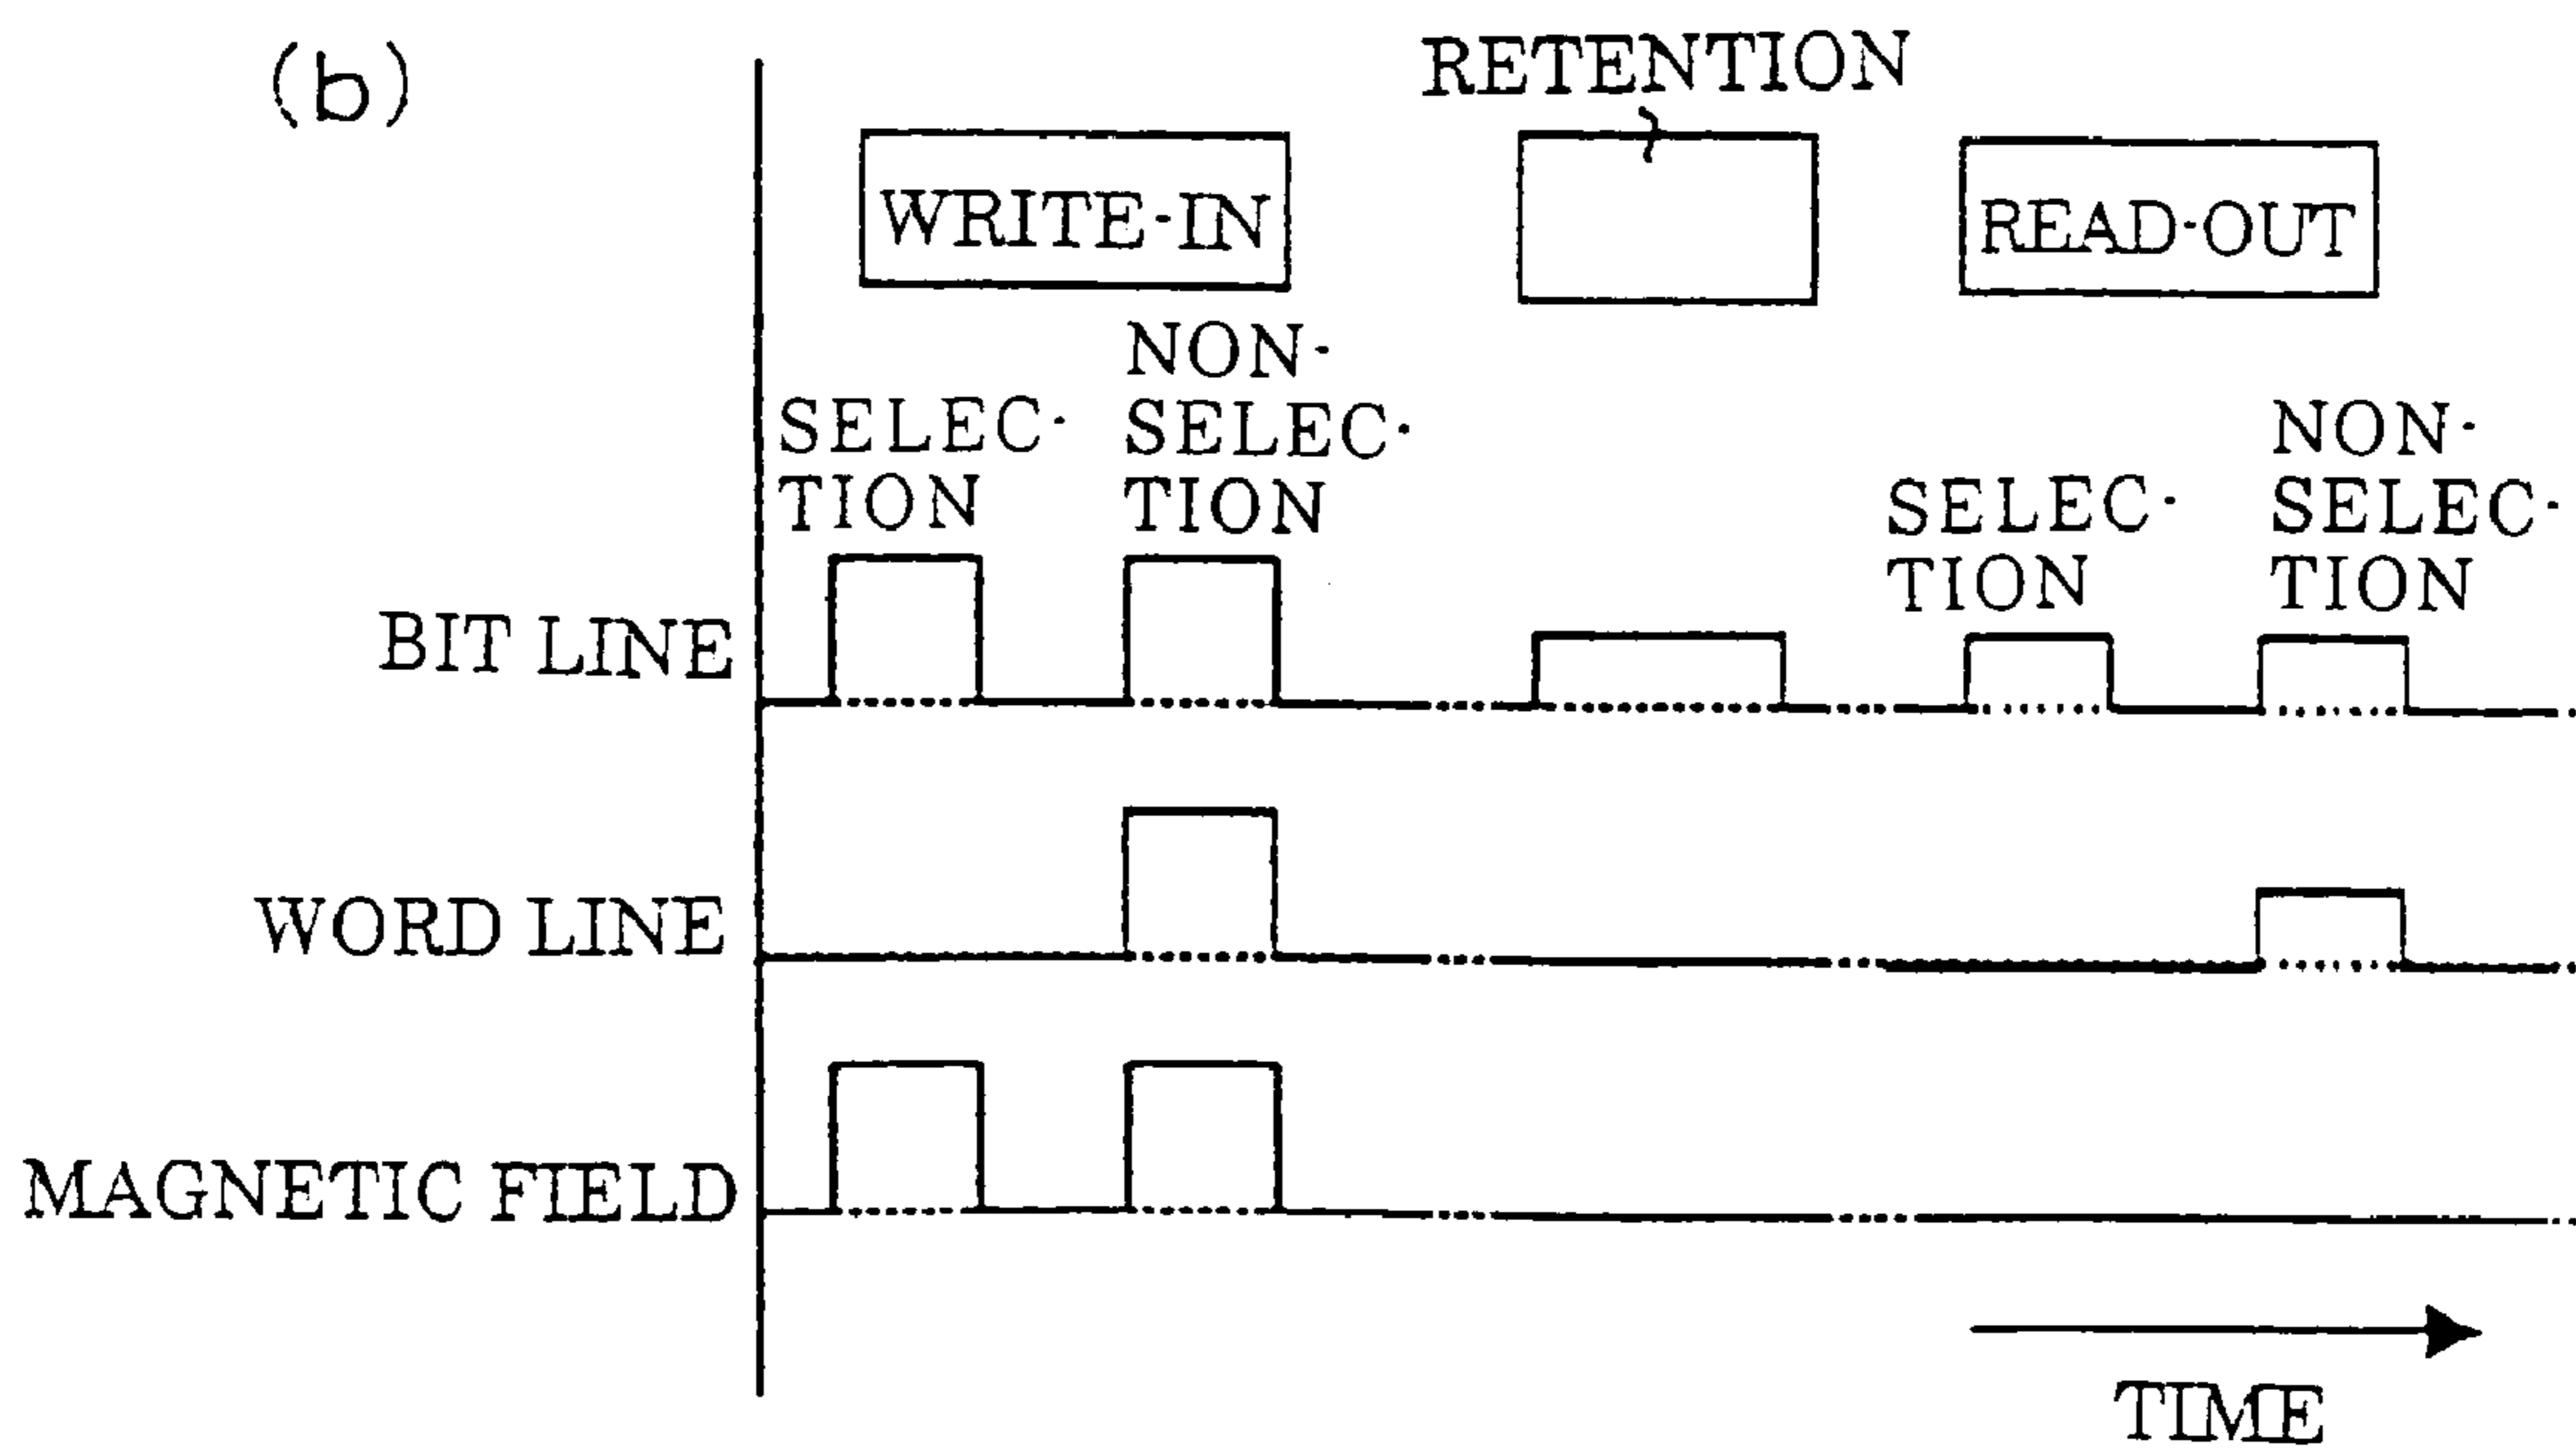 (b)
RETENTION
WRITE-IN
READ-OUT
SELEC-
TION
NON-
SELEC-
TION
SELEC-
TION
NON-
SELEC-
TION
BIT LINE
WORD LINE
MAGNETIC FIELD
TIME